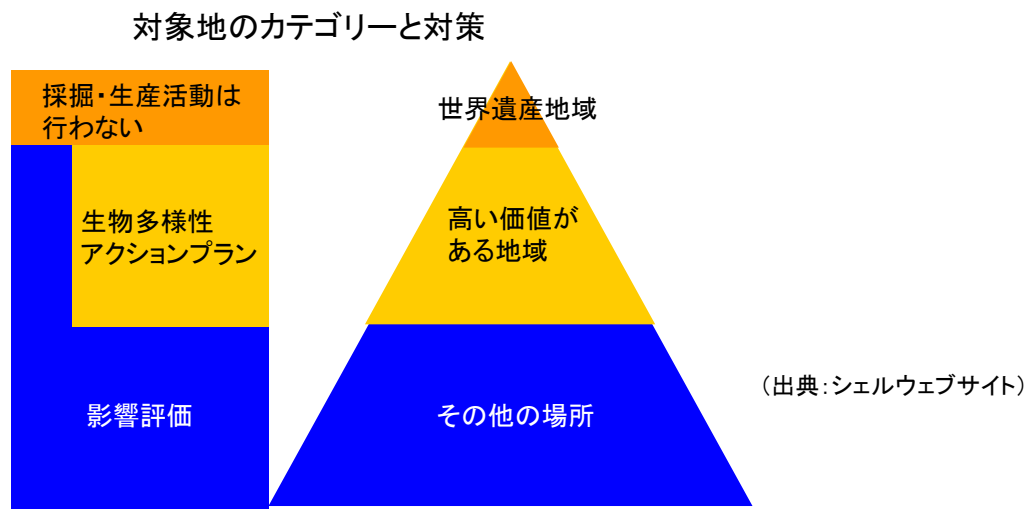 対象地のカテゴリーと対策
採掘・生産活動は
行わない
生物多様性
アクションプラン
影響評価
世界遺産地域
高い価値が
ある地域
その他の場所
（出典：シェルウェブサイト）